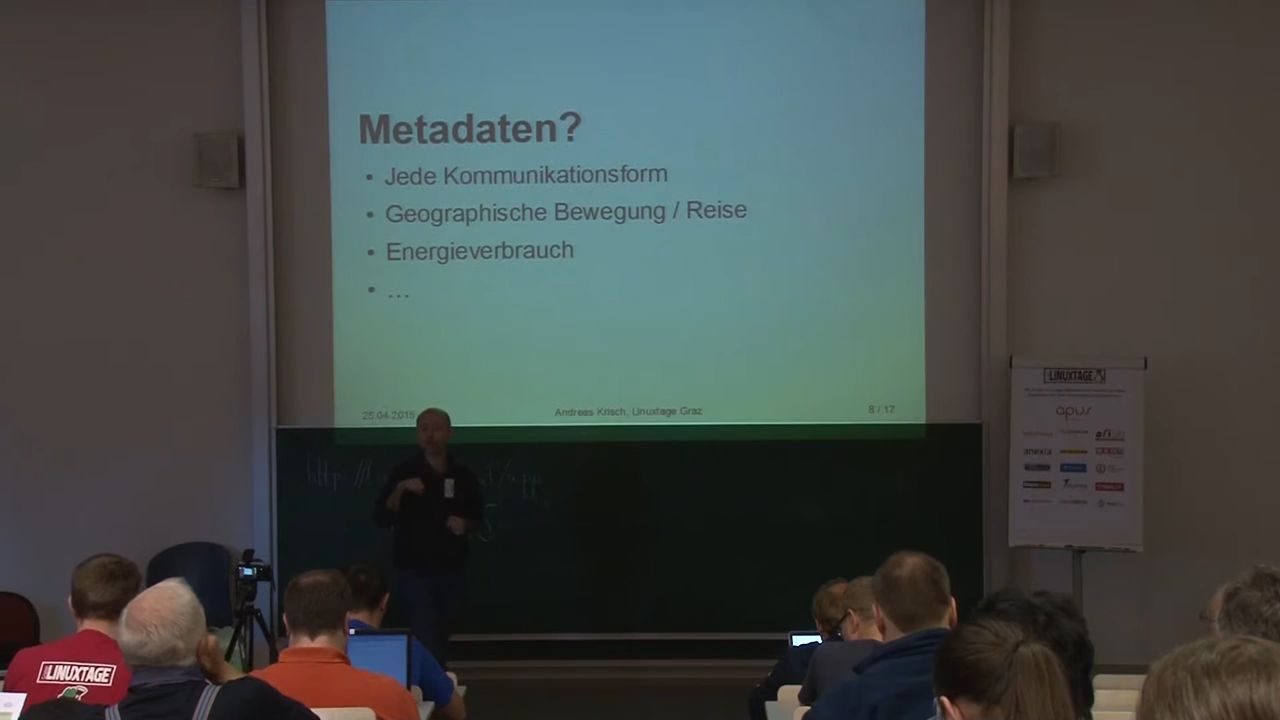 Metadaten?
• Jede Kommunikationsform
• Geographische Bewegung / Reise
• Energieverbrauch
• ...
25.04.2015
Andreas Krisch, Linuxtage Graz
8 / 17
http://
LINUXTAGE
apus
anexia
LINUXTAGE